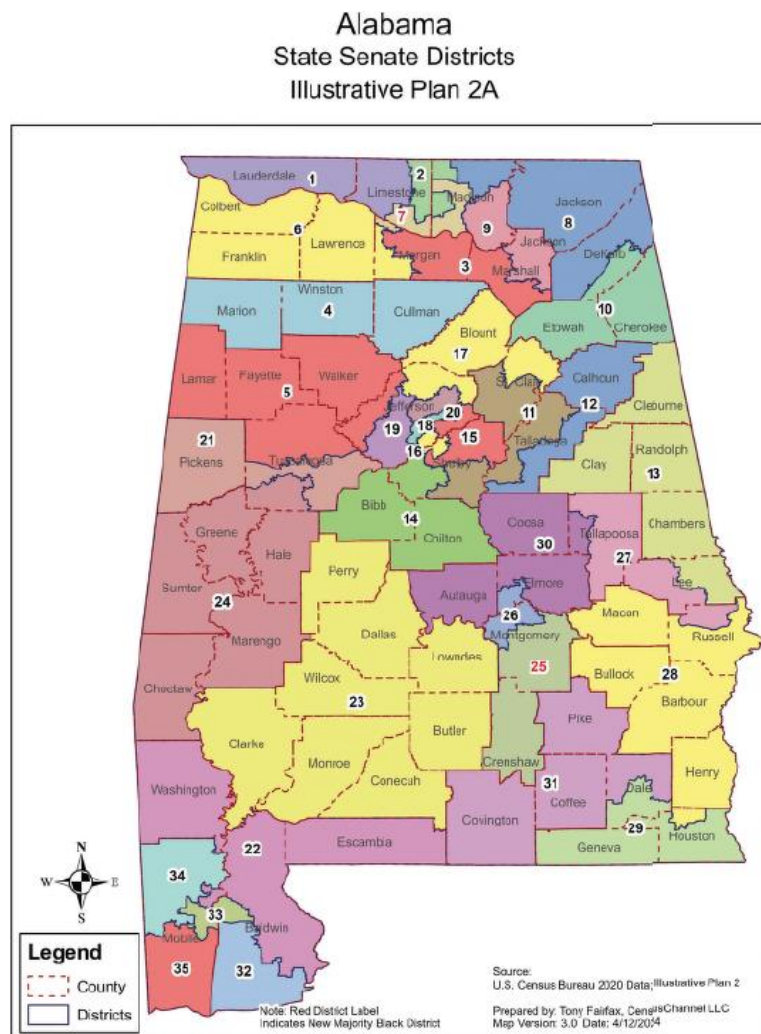 Alabama
State Senate Districts
Illustrative Plan 2A
Lauderdale
1
Limestone
2
Madison
Jackson
8
Colbert
6
7
9
Franklin
Lawrence
Morgan
3
Jackson
Marshall
DeKalb
Winston
4
Marion
Cullman
10
Etowah
Cherokee
Blount
17
Lamar
Fayette
5
Walker
St Clair
11
Calhoun
12
Cleburne
Jefferson
20
19
18
15
16
Talladega
21
Pickens
Tuscaloosa
Shelby
Clay
Randolph
13
Bibb
14
Chilton
Coosa
30
Tallapoosa
27
Chambers
Greene
Hale
Perry
Lee
Sumter
24
Marengo
Autauga
Elmore
26
Macon
Russell
Dallas
Montgomery
Lowndes
25
Bullock
28
Choctaw
Wilcox
23
Barbour
Clarke
Monroe
Conecuh
Butler
Pike
Crenshaw
Washington
31
Coffee
Dale
Henry
Covington
29
Geneva
Houston
22
Escambia
34
33
Baldwin
Mobile
35
32
N
W
E
S
Legend
County
Districts
Note: Red District Label
Indicates New Majority Black District
Source:
U.S. Census Bureau 2020 Data; Illustrative Plan 2
Prepared by: Tony Fairfax, CensusChannel LLC
Map Version: 3.0 Date: 4/12/2024